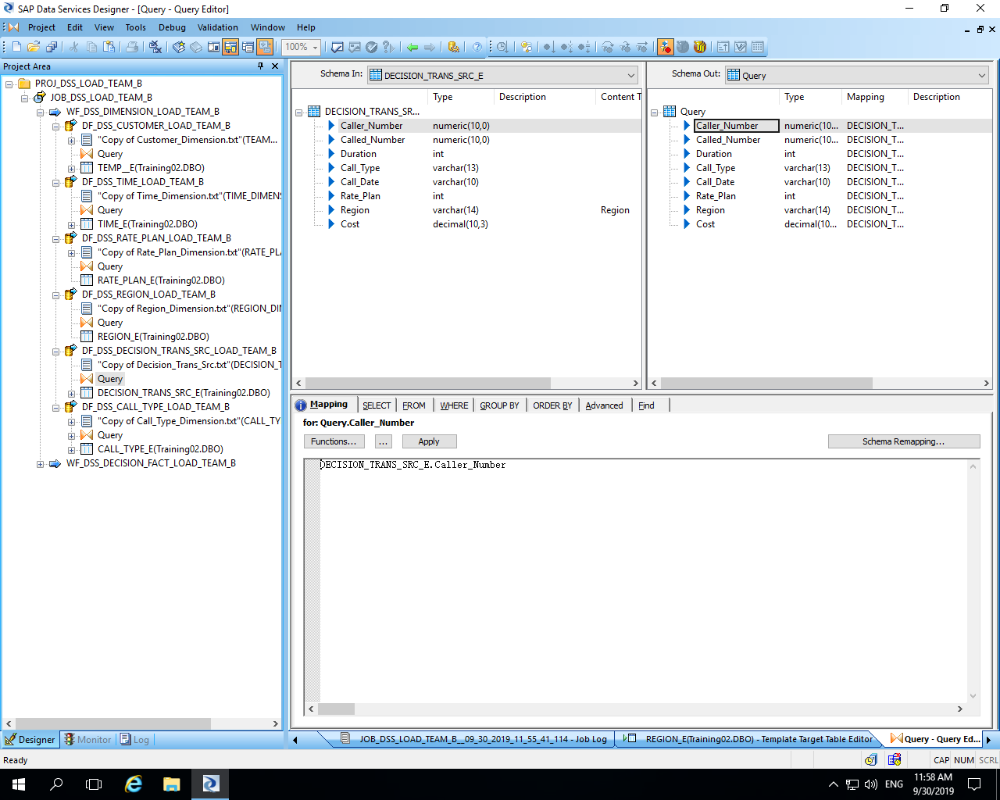 SAP Data Services Designer - [Query - Query Editor]
Project Edit View Tools Debug Validation Window Help
100%
Project Area
PROJ_DSS_LOAD_TEAM_B
JOB_DSS_LOAD_TEAM_B
WF_DSS_DIMENSION_LOAD_TEAM_B
DF_DSS_CUSTOMER_LOAD_TEAM_B
"Copy of Customer_Dimension.txt"(TEAM...
Query
TEMP__E(Training02.DBO)
DF_DSS_TIME_LOAD_TEAM_B
"Copy of Time_Dimension.txt"(TIME_DIMENS
Query
TIME_E(Training02.DBO)
DF_DSS_RATE_PLAN_LOAD_TEAM_B
"Copy of Rate_Plan_Dimension.txt"(RATE_PL
Query
RATE_PLAN_E(Training02.DBO)
DF_DSS_REGION_LOAD_TEAM_B
"Copy of Region_Dimension.txt"(REGION_DI
Query
REGION_E(Training02.DBO)
DF_DSS_DECISION_TRANS_SRC_LOAD_TEAM_B
"Copy of Decision_Trans_Src.txt"(DECISION_T
Query
DECISION_TRANS_SRC_E(Training02.DBO)
DF_DSS_CALL_TYPE_LOAD_TEAM_B
"Copy of Call_Type_Dimension.txt"(CALL_TY
Query
CALL_TYPE_E(Training02.DBO)
WF_DSS_DECISION_FACT_LOAD_TEAM_B
Designer Monitor Log
Schema In: DECISION_TRANS_SRC_E
Type Description Content T
DECISION_TRANS_SR...
Caller_Number numeric(10,0)
Called_Number numeric(10,0)
Duration int
Call_Type varchar(13)
Call_Date varchar(10)
Rate_Plan int
Region varchar(14) Region
Cost decimal(10,3)
Schema Out: Query
Type Mapping Description
Query
Caller_Number numeric(10... DECISION_T...
Called_Number numeric(10... DECISION_T...
Duration int DECISION_T...
Call_Type varchar(13) DECISION_T...
Call_Date varchar(10) DECISION_T...
Rate_Plan int DECISION_T...
Region varchar(14) DECISION_T...
Cost decimal(10... DECISION_T...
Mapping SELECT FROM WHERE GROUP BY ORDER BY Advanced Find
for: Query.Caller_Number
Functions... ... Apply Schema Remapping...
DECISION_TRANS_SRC_E.Caller_Number
JOB_DSS_LOAD_TEAM_B__09_30_2019_11_55_41_114 - Job Log REGION_E(Training02.DBO) - Template Target Table Editor Query - Query Ed...
Ready CAP NUM SCRL
ENG 11:58 AM
9/30/2019